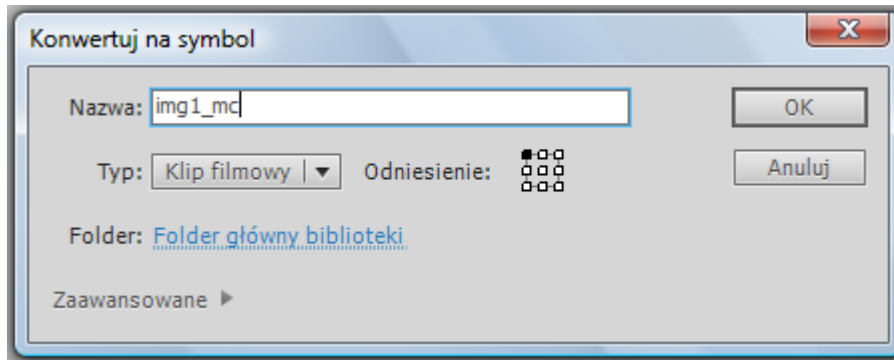 Konwertuj na symbol
Nazwa: img1_mc OK
Typ: Klip filmowy Odniesienie: Anuluj
Folder: Folder główny biblioteki
Zaawansowane